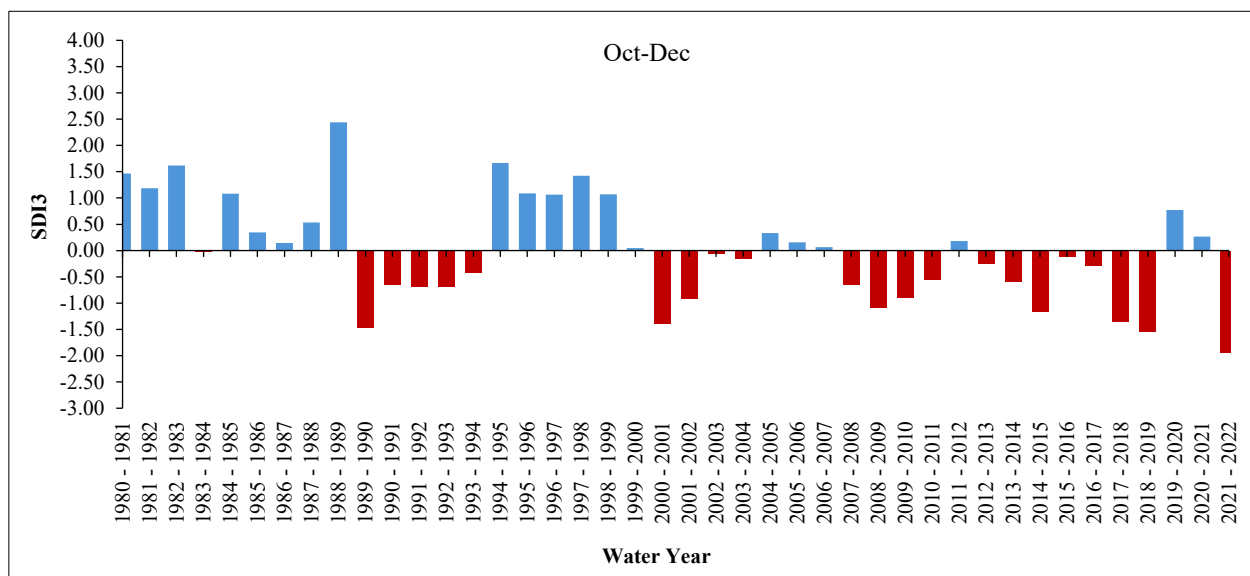 Oct-Dec
4.00
3.50
3.00
2.50
2.00
1.50
1.00
0.50
0.00
-0.50
-1.00
-1.50
-2.00
-2.50
-3.00
SDI3
1980 - 1981
1981 - 1982
1982 - 1983
1983 - 1984
1984 - 1985
1985 - 1986
1986 - 1987
1987 - 1988
1988 - 1989
1989 - 1990
1990 - 1991
1991 - 1992
1992 - 1993
1993 - 1994
1994 - 1995
1995 - 1996
1996 - 1997
1997 - 1998
1998 - 1999
1999 - 2000
2000 - 2001
2001 - 2002
2002 - 2003
2003 - 2004
2004 - 2005
2005 - 2006
2006 - 2007
2007 - 2008
2008 - 2009
2009 - 2010
2010 - 2011
2011 - 2012
2012 - 2013
2013 - 2014
2014 - 2015
2015 - 2016
2016 - 2017
2017 - 2018
2018 - 2019
2019 - 2020
2020 - 2021
2021 - 2022
Water Year